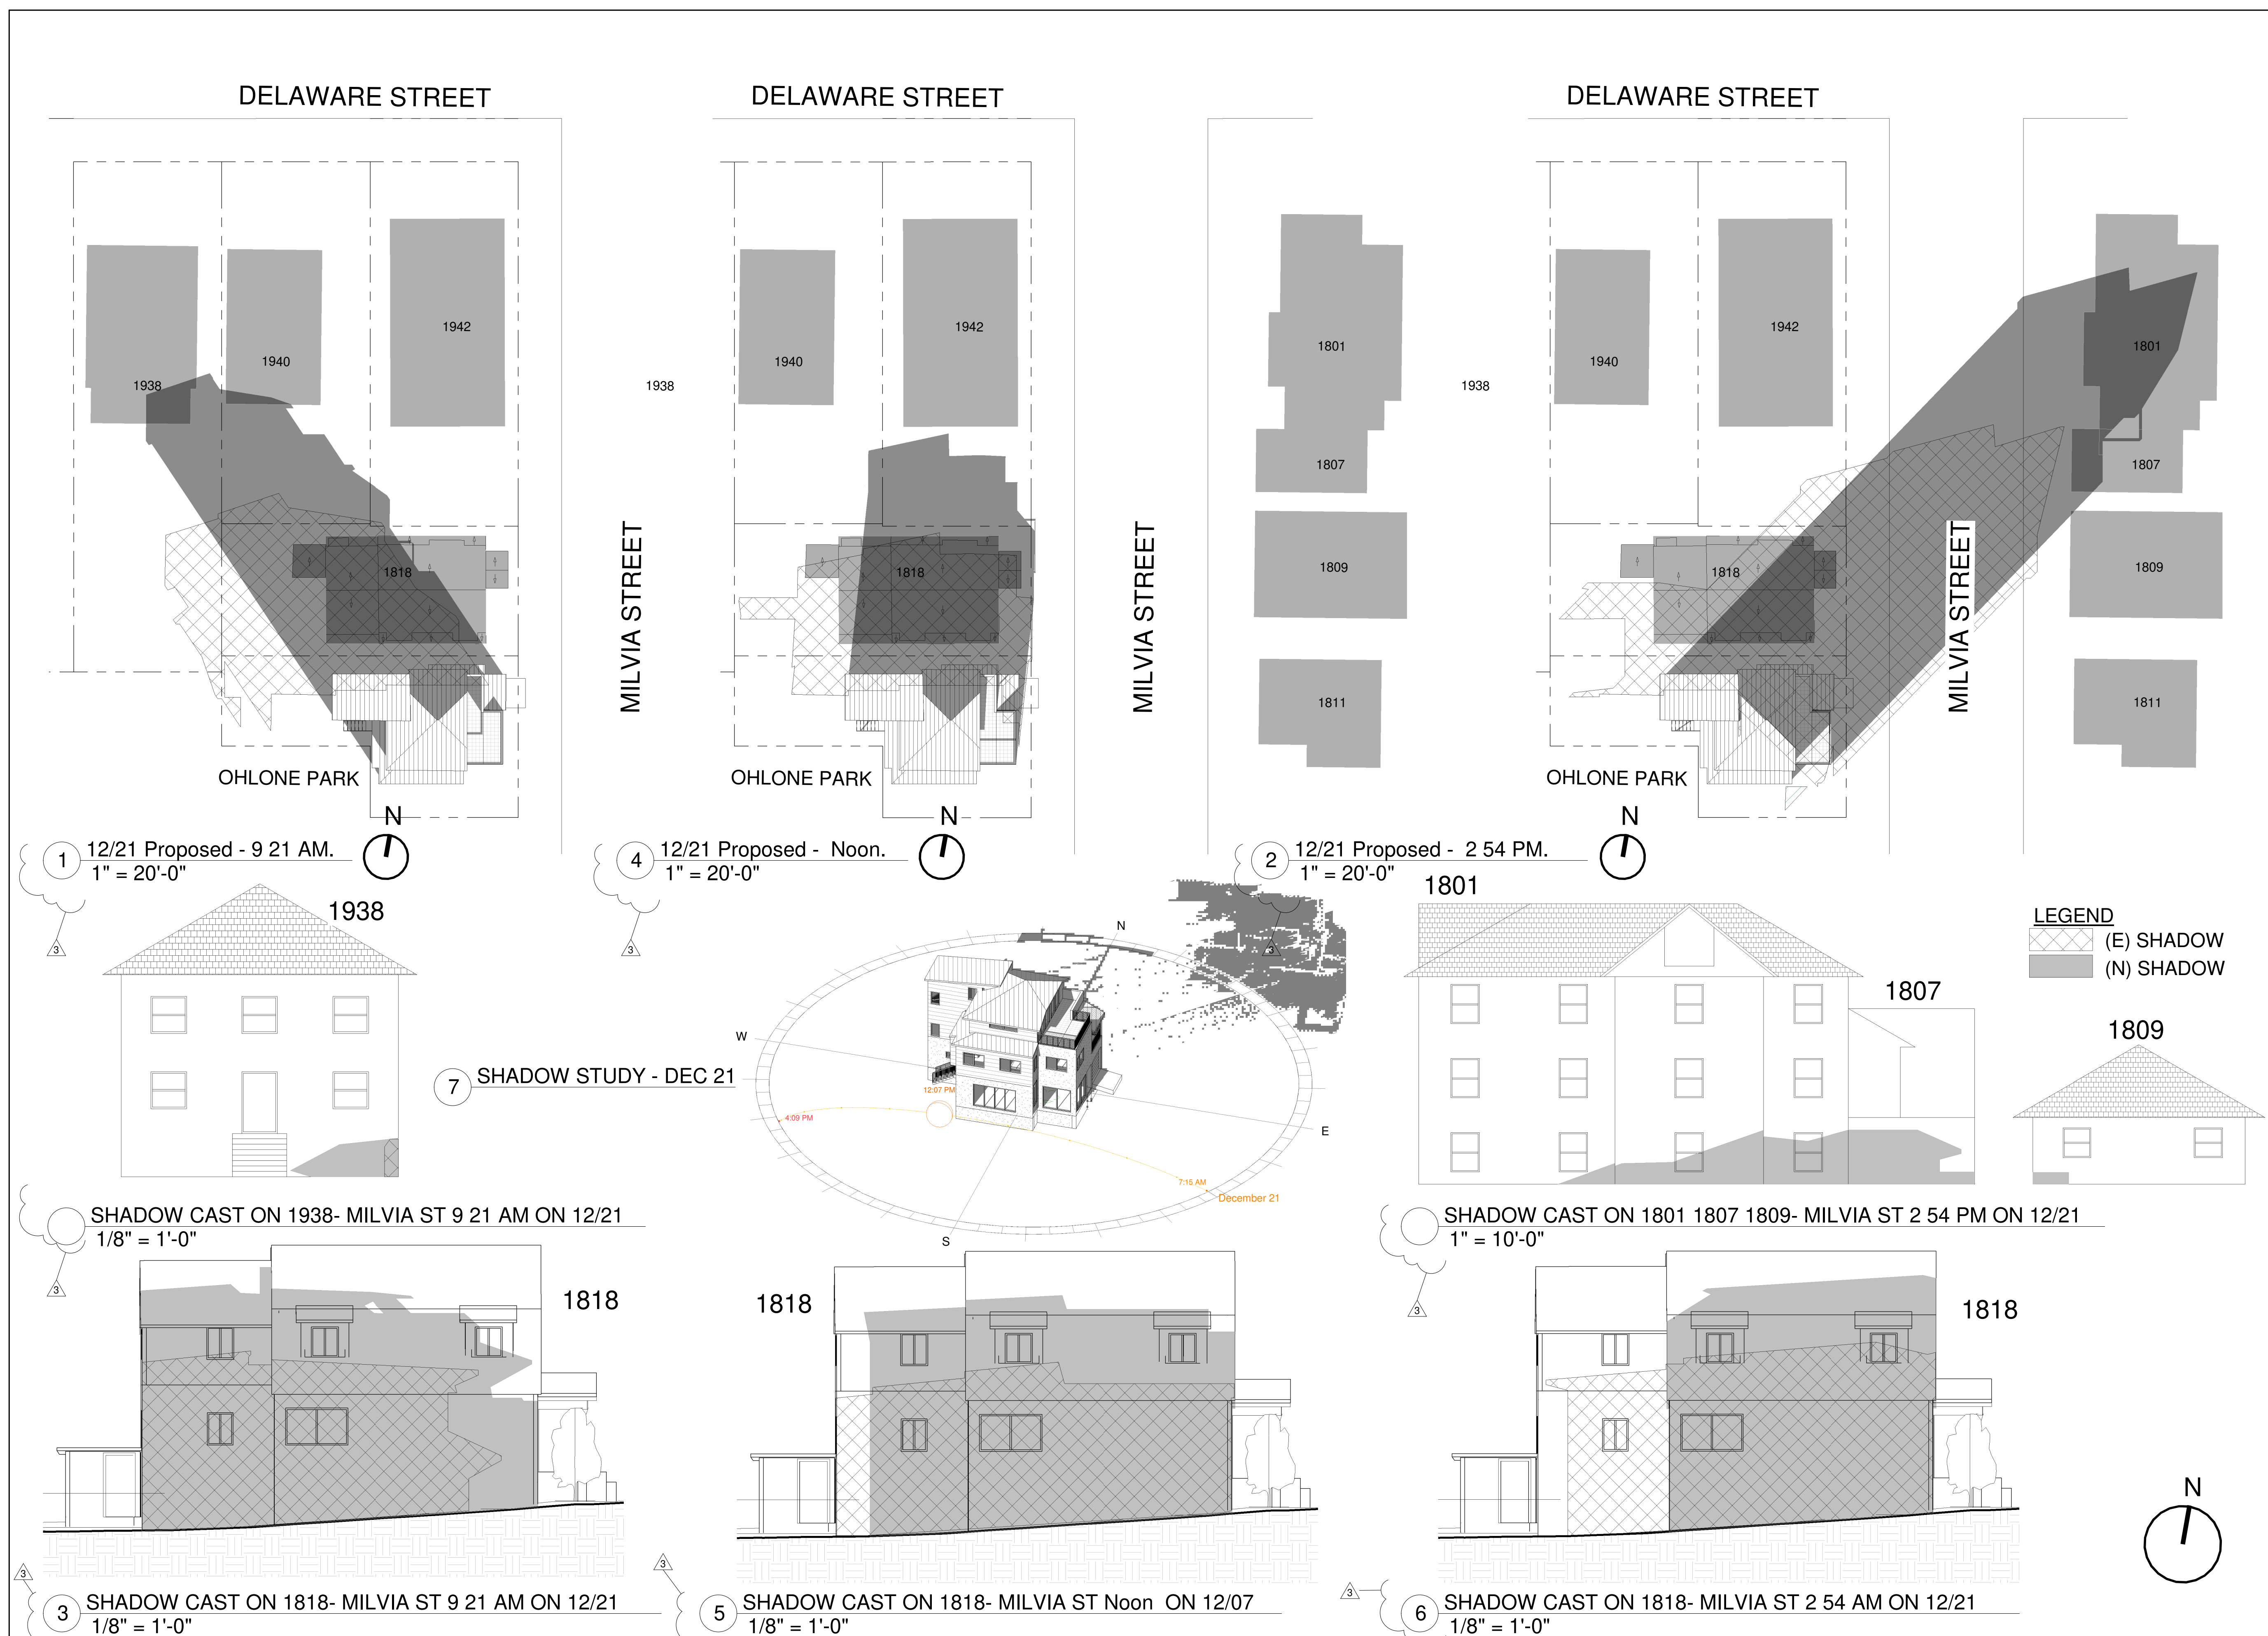 DELAWARE STREET
DELAWARE STREET
DELAWARE STREET
1938
1940
1942
1818
MILVIA STREET
OHLONE PARK
N
1 12/21 Proposed - 9 21 AM.
1" = 20'-0"
3
1938
1940
1942
1818
MILVIA STREET
1801
1807
1809
1811
OHLONE PARK
N
4 12/21 Proposed - Noon.
1" = 20'-0"
3
1938
1940
1942
1818
MILVIA STREET
1801
1807
1809
1811
OHLONE PARK
N
2 12/21 Proposed - 2 54 PM.
1" = 20'-0"
3
1938
SHADOW CAST ON 1938- MILVIA ST 9 21 AM ON 12/21
1/8" = 1'-0"
3
7 SHADOW STUDY - DEC 21
N
W
E
S
12:07 PM
4:09 PM
7:15 AM
December 21
1801
1807
1809
LEGEND
(E) SHADOW
(N) SHADOW
SHADOW CAST ON 1801 1807 1809- MILVIA ST 2 54 PM ON 12/21
1" = 10'-0"
3
1818
3
3 SHADOW CAST ON 1818- MILVIA ST 9 21 AM ON 12/21
1/8" = 1'-0"
1818
3
5 SHADOW CAST ON 1818- MILVIA ST Noon ON 12/07
1/8" = 1'-0"
1818
3
6 SHADOW CAST ON 1818- MILVIA ST 2 54 AM ON 12/21
1/8" = 1'-0"
N